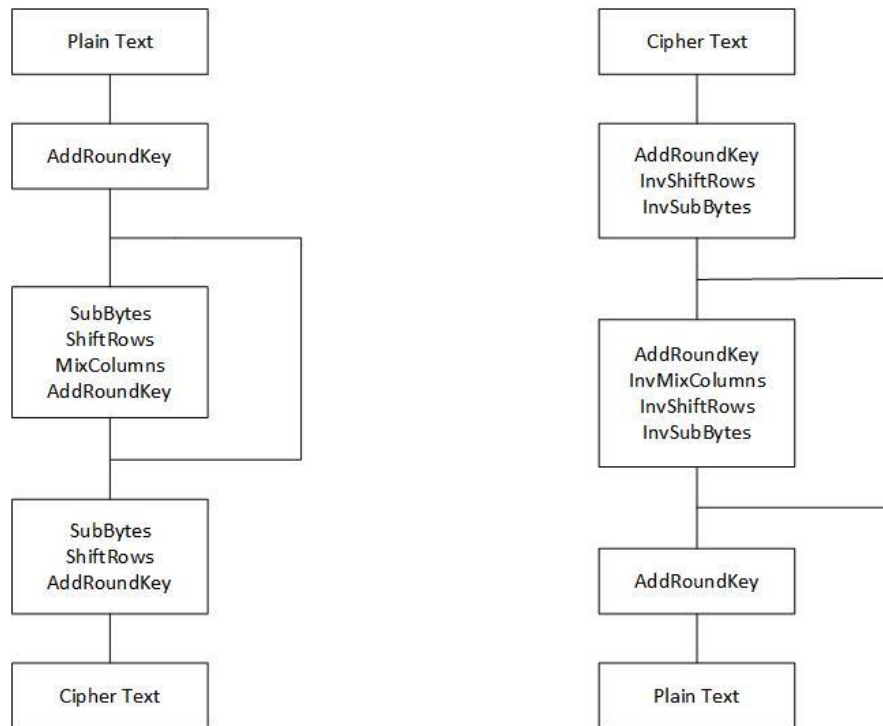 Plain Text
AddRoundKey
SubBytes
ShiftRows
MixColumns
AddRoundKey
SubBytes
ShiftRows
AddRoundKey
Cipher Text
Cipher Text
AddRoundKey
InvShiftRows
InvSubBytes
AddRoundKey
InvMixColumns
InvShiftRows
InvSubBytes
AddRoundKey
Plain Text